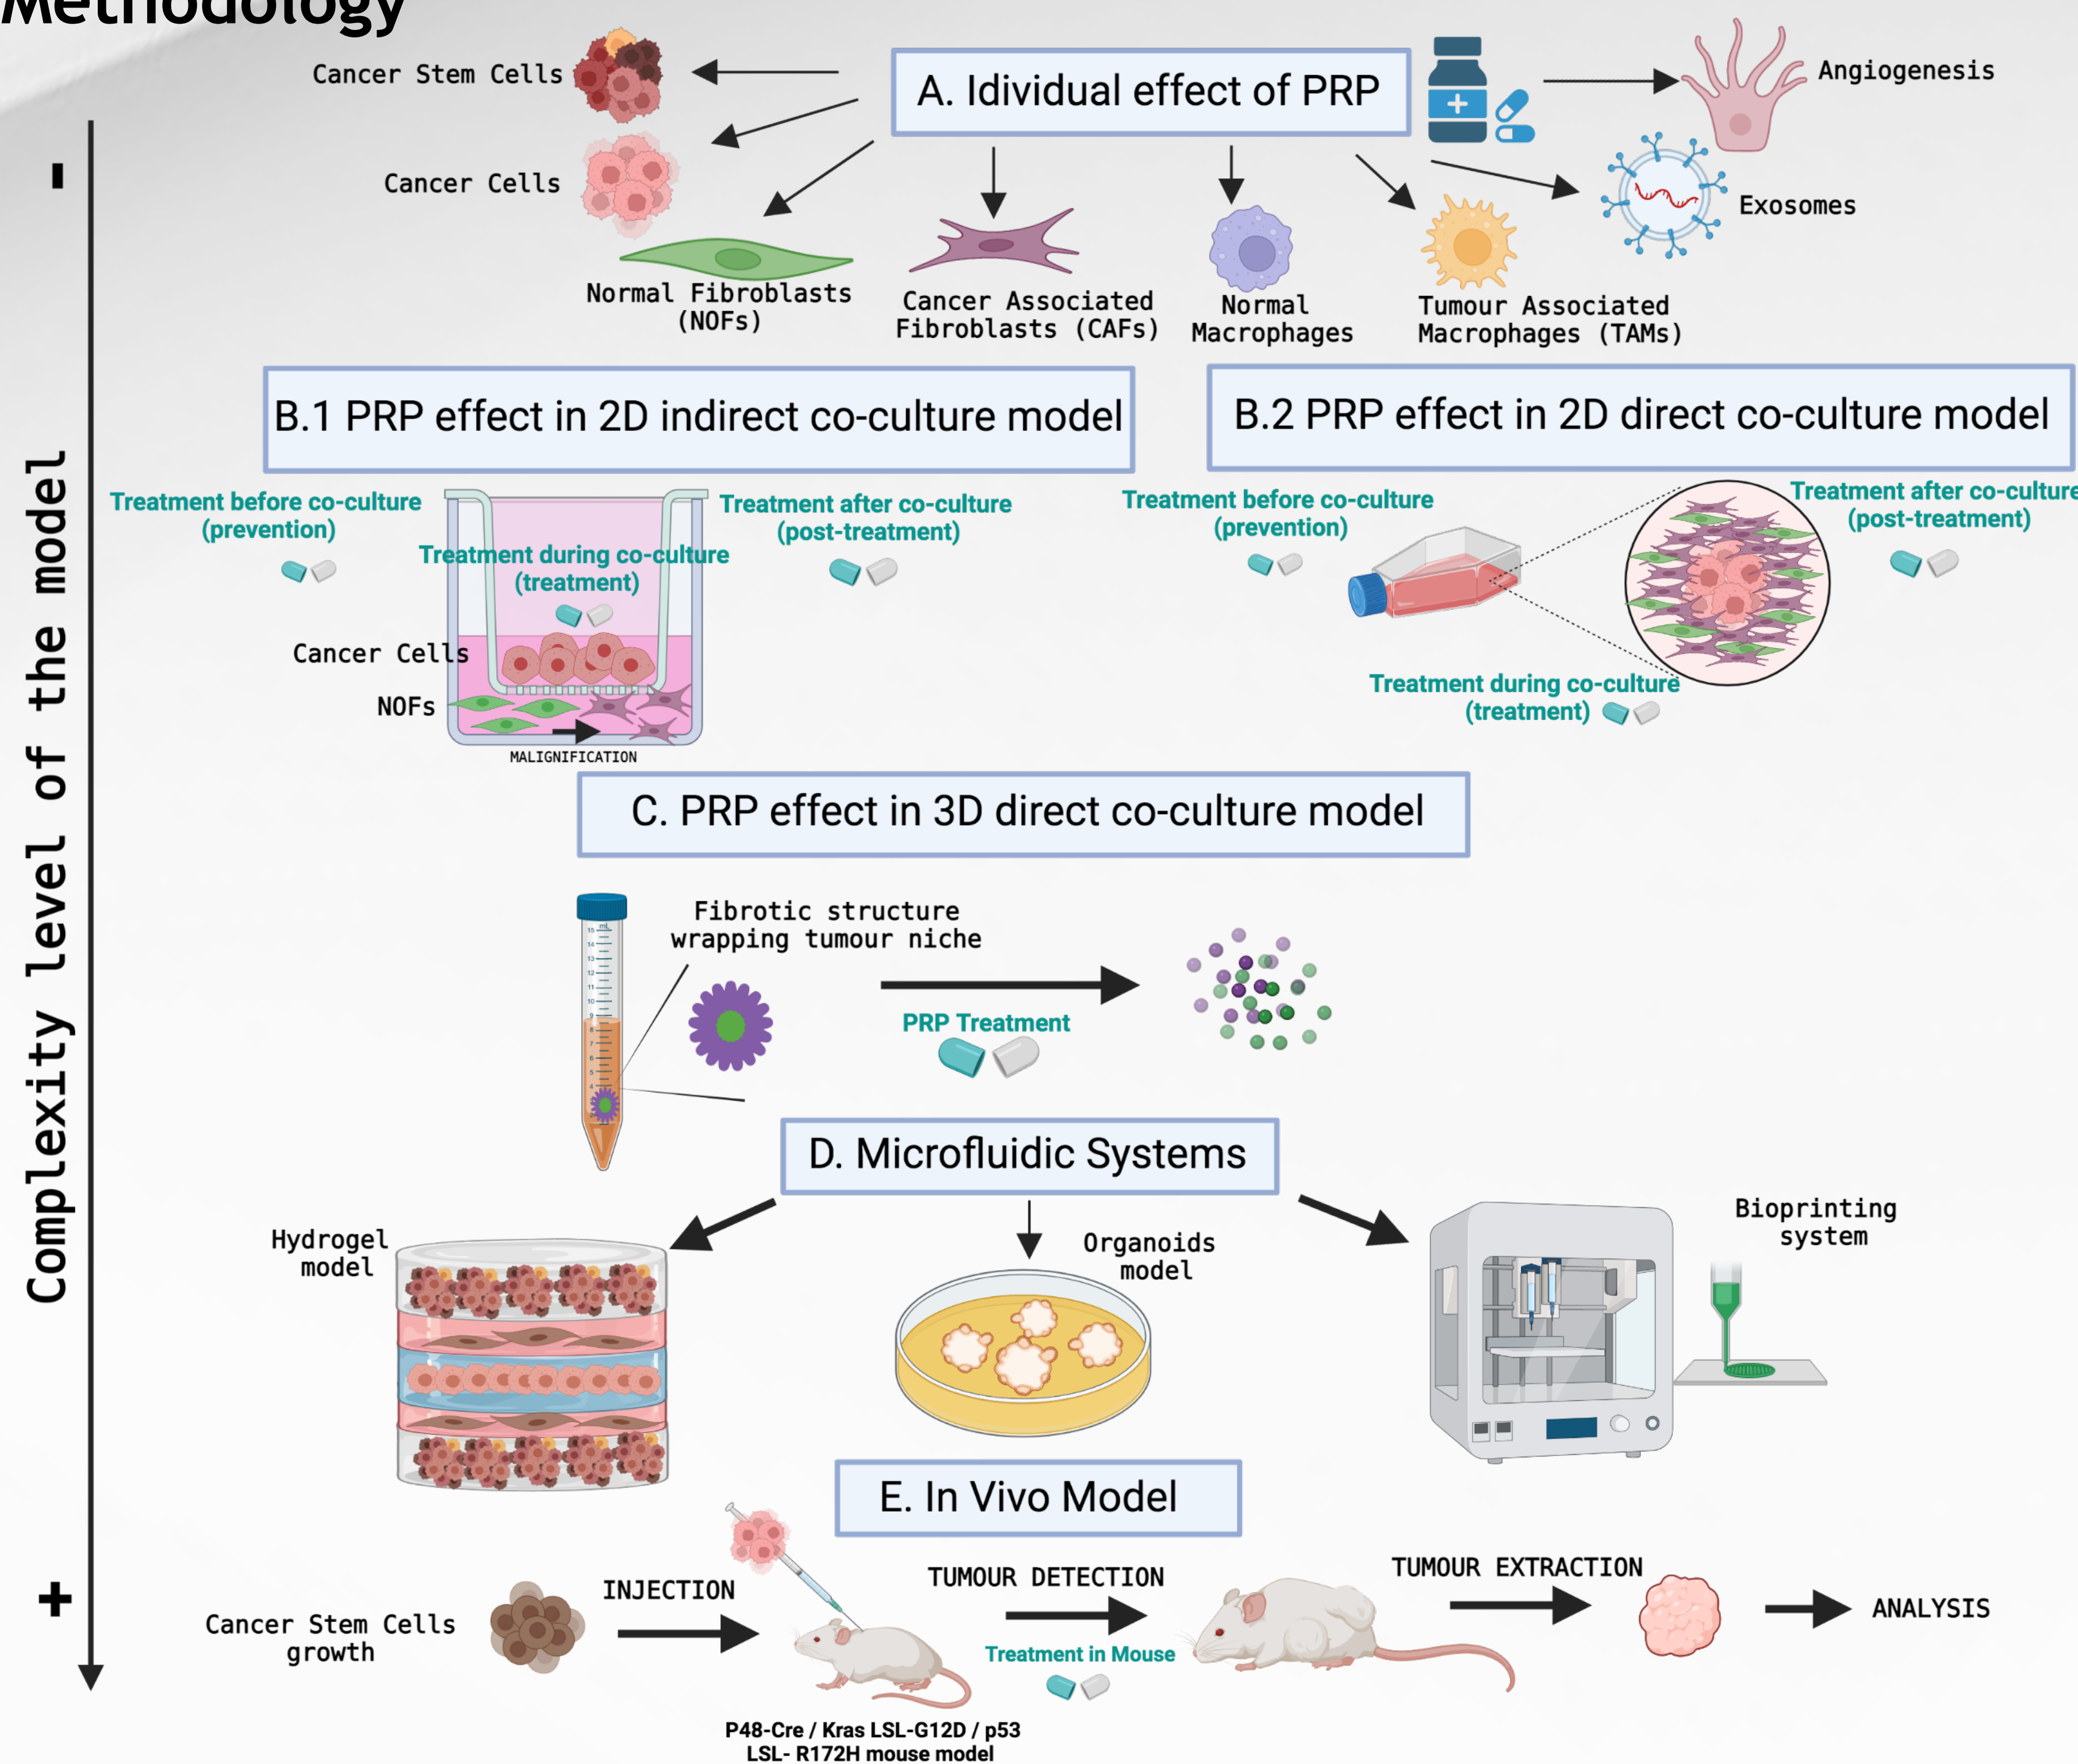 Methodology
Cancer Stem Cells
A. Idividual effect of PRP
Angiogenesis
Cancer Cells
Exosomes
Normal Fibroblasts
(NOFs)
Cancer Associated
Fibroblasts (CAFs)
Normal
Macrophages
Tumour Associated
Macrophages (TAMs)
-
Complexity level of the model
+
B.1 PRP effect in 2D indirect co-culture model
Treatment before co-culture
(prevention)
Treatment during co-culture
(treatment)
Treatment after co-culture
(post-treatment)
Cancer Cells
NOFs
MALIGNIFICATION
B.2 PRP effect in 2D direct co-culture model
Treatment before co-culture
(prevention)
Treatment after co-culture
(post-treatment)
Treatment during co-culture
(treatment)
C. PRP effect in 3D direct co-culture model
Fibrotic structure
wrapping tumour niche
PRP Treatment
D. Microfluidic Systems
Hydrogel
model
Organoids
model
Bioprinting
system
E. In Vivo Model
Cancer Stem Cells
growth
INJECTION
P48-Cre / Kras LSL-G12D / p53
LSL- R172H mouse model
TUMOUR DETECTION
Treatment in Mouse
TUMOUR EXTRACTION
ANALYSIS